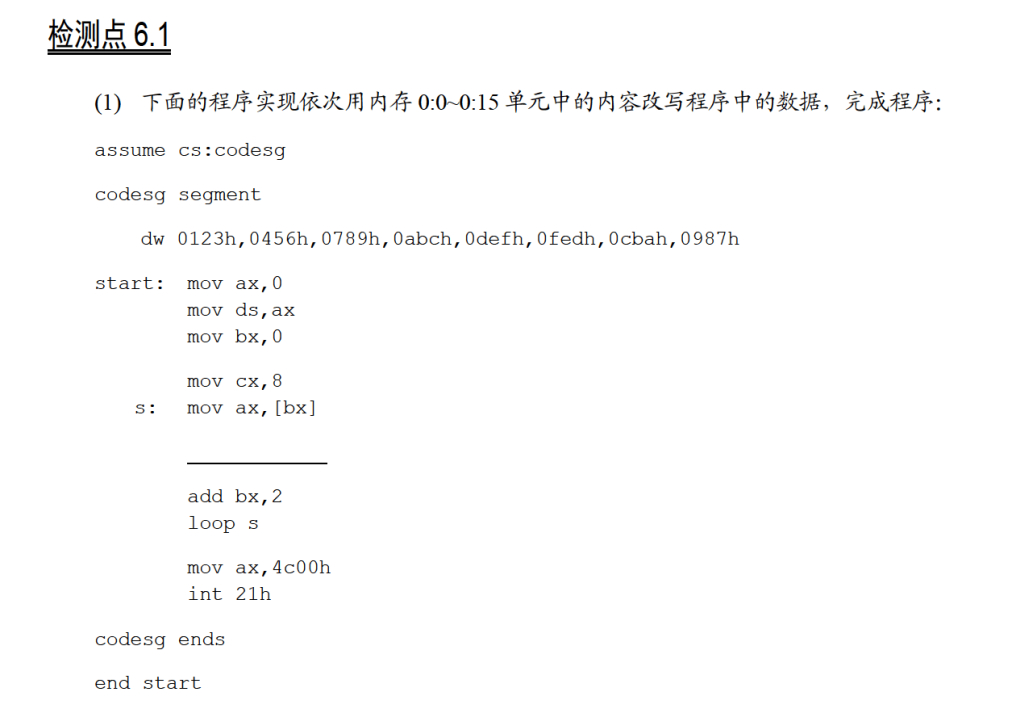 检测点 6.1
(1) 下面的程序实现依次用内存 0:0~0:15 单元中的内容改写程序中的数据，完成程序：
assume cs:codesg
codesg segment
dw 0123h,0456h,0789h,0abch,0defh,0fedh,0cbah,0987h
start: mov ax,0
mov ds,ax
mov bx,0
mov cx,8
s: mov ax,[bx]
add bx,2
loop s
mov ax,4c00h
int 21h
codesg ends
end start